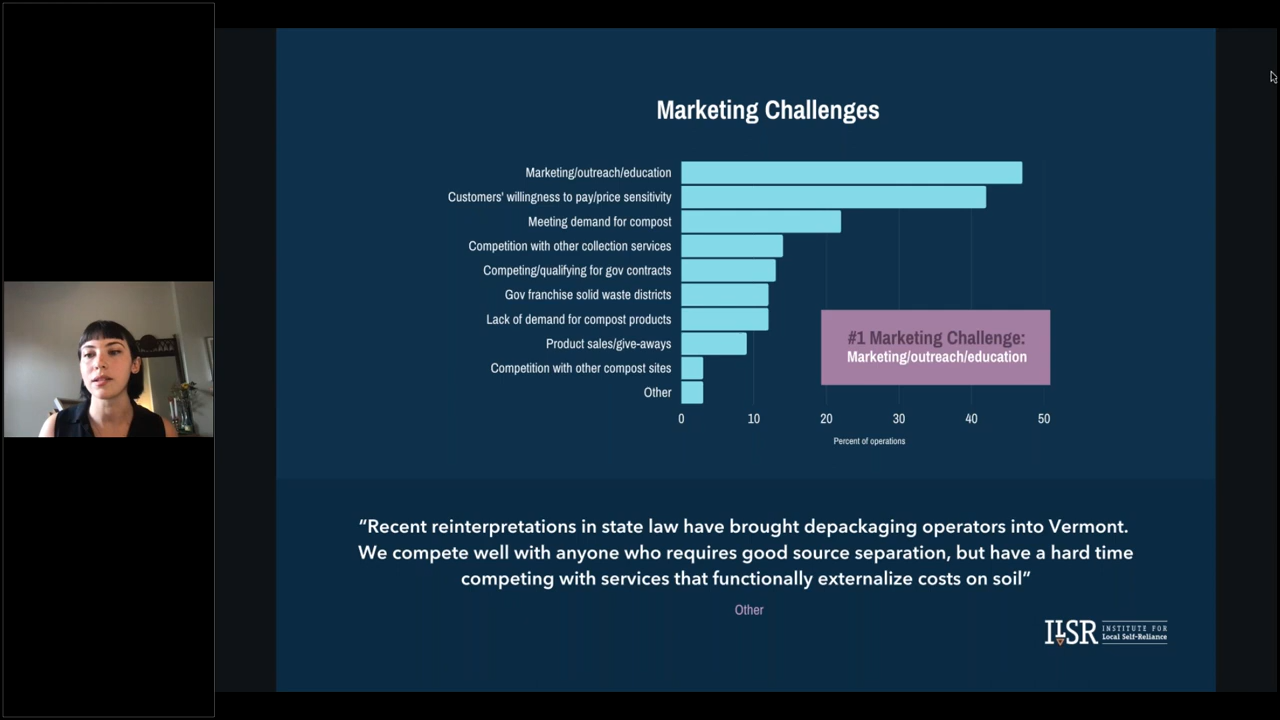 Marketing Challenges
Marketing/outreach/education
Customers' willingness to pay/price sensitivity
Meeting demand for compost
Competition with other collection services
Competing/qualifying for gov contracts
Gov franchise solid waste districts
Lack of demand for compost products
Product sales/give-aways
Competition with other compost sites
Other
0 10 20 30 40 50
Percent of operations
#1 Marketing Challenge:
Marketing/outreach/education
“Recent reinterpretations in state law have brought depackaging operators into Vermont.
We compete well with anyone who requires good source separation, but have a hard time
competing with services that functionally externalize costs on soil”
Other
ILSR
INSTITUTE FOR
Local Self-Reliance